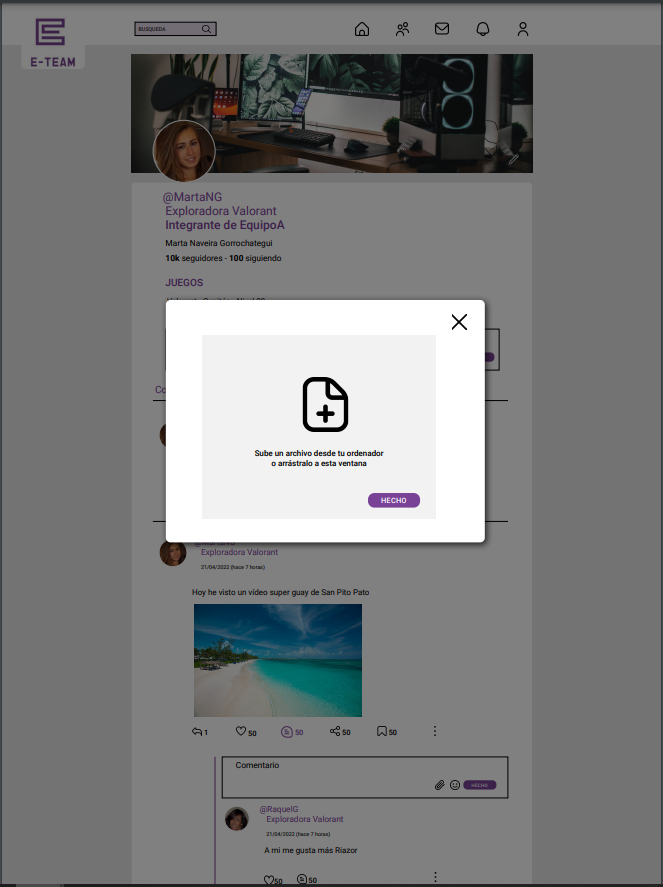 BUSQUEDA
E-TEAM
@MartaNG
Exploradora Valorant
Integrante de EquipoA
Marta Naveira Gorrochategui
10k seguidores - 100 siguiendo
JUEGOS
Co
Sube un archivo desde tu ordenador
o arrástralo a esta ventana
HECHO
Exploradora Valorant
21/04/2022 (hace 7 horas)
Hoy he visto un vídeo super guay de San Pito Pato
1 50 50 50 50
Comentario
HECHO
@RaquelG
Exploradora Valorant
21/04/2022 (hace 7 horas)
A mi me gusta más Riazor
50 50